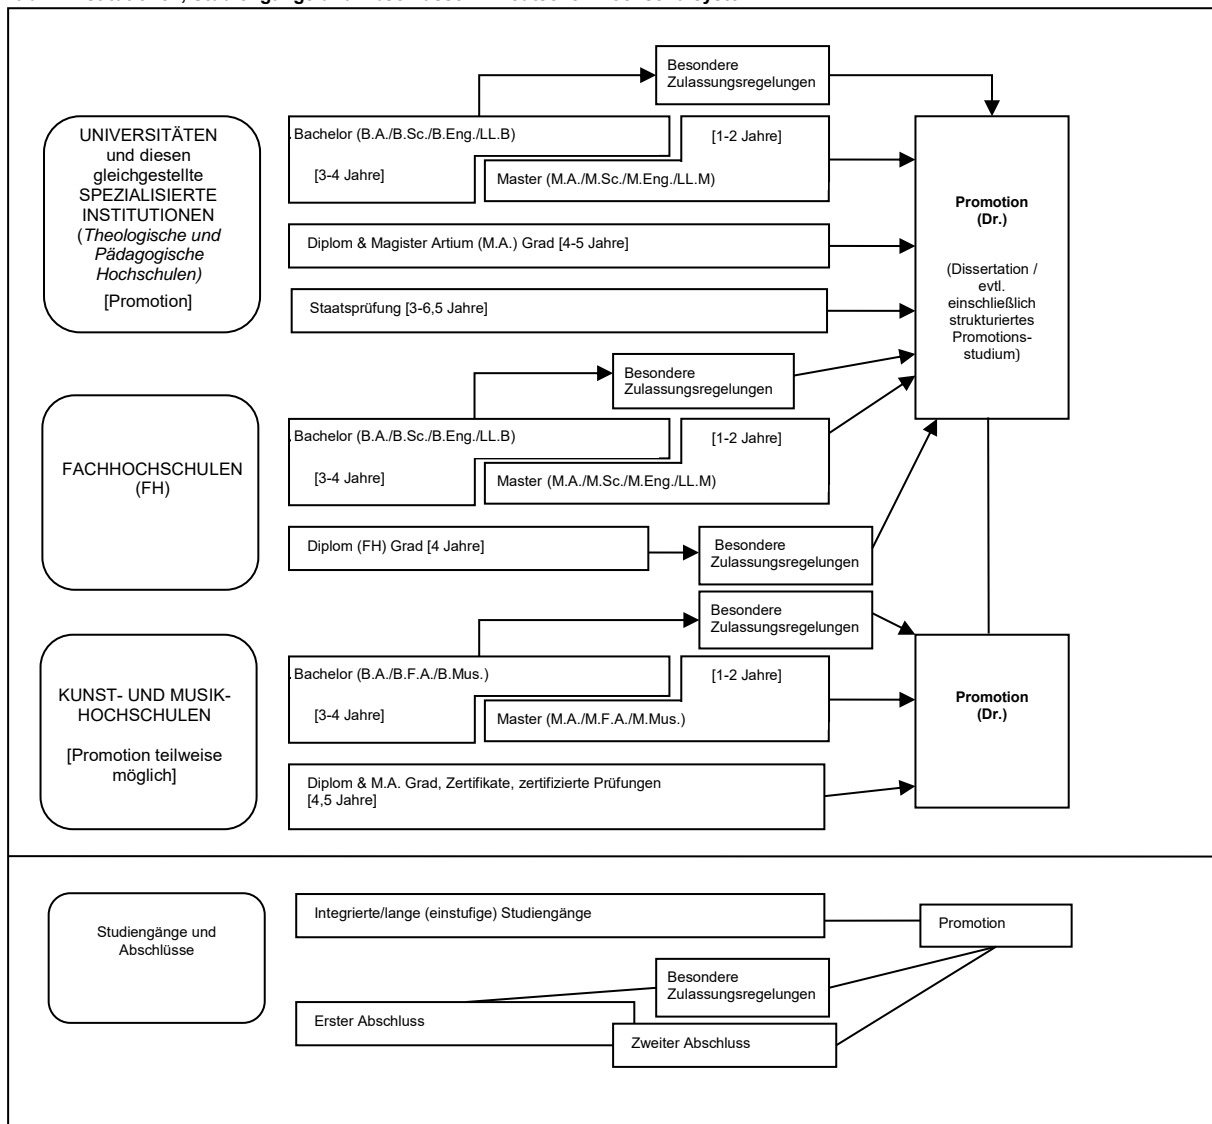 Besondere
Zulassungsregelungen
UNIVERSITÄTEN
und diesen
gleichgestellte
SPEZIALISIERTE
INSTITUTIONEN
(Theologische und
Pädagogische
Hochschulen)
[Promotion]
Bachelor (B.A./B.Sc./B.Eng./LL.B)
[3-4 Jahre]
[1-2 Jahre]
Master (M.A./M.Sc./M.Eng./LL.M)
Diplom & Magister Artium (M.A.) Grad [4-5 Jahre]
Staatsprüfung [3-6,5 Jahre]
Promotion
(Dr.)
(Dissertation /
evtl.
einschließlich
strukturiertes
Promotions-
studium)
Besondere
Zulassungsregelungen
FACHHOCHSCHULEN
(FH)
Bachelor (B.A./B.Sc./B.Eng./LL.B)
[3-4 Jahre]
[1-2 Jahre]
Master (M.A./M.Sc./M.Eng./LL.M)
Diplom (FH) Grad [4 Jahre]
Besondere
Zulassungsregelungen
Besondere
Zulassungsregelungen
KUNST- UND MUSIK-
HOCHSCHULEN
[Promotion teilweise
möglich]
Bachelor (B.A./B.F.A./B.Mus.)
[3-4 Jahre]
[1-2 Jahre]
Master (M.A./M.F.A./M.Mus.)
Diplom & M.A. Grad, Zertifikate, zertifizierte Prüfungen
[4,5 Jahre]
Promotion
(Dr.)
Studiengänge und
Abschlüsse
Integrierte/lange (einstufige) Studiengänge
Promotion
Besondere
Zulassungsregelungen
Erster Abschluss
Zweiter Abschluss